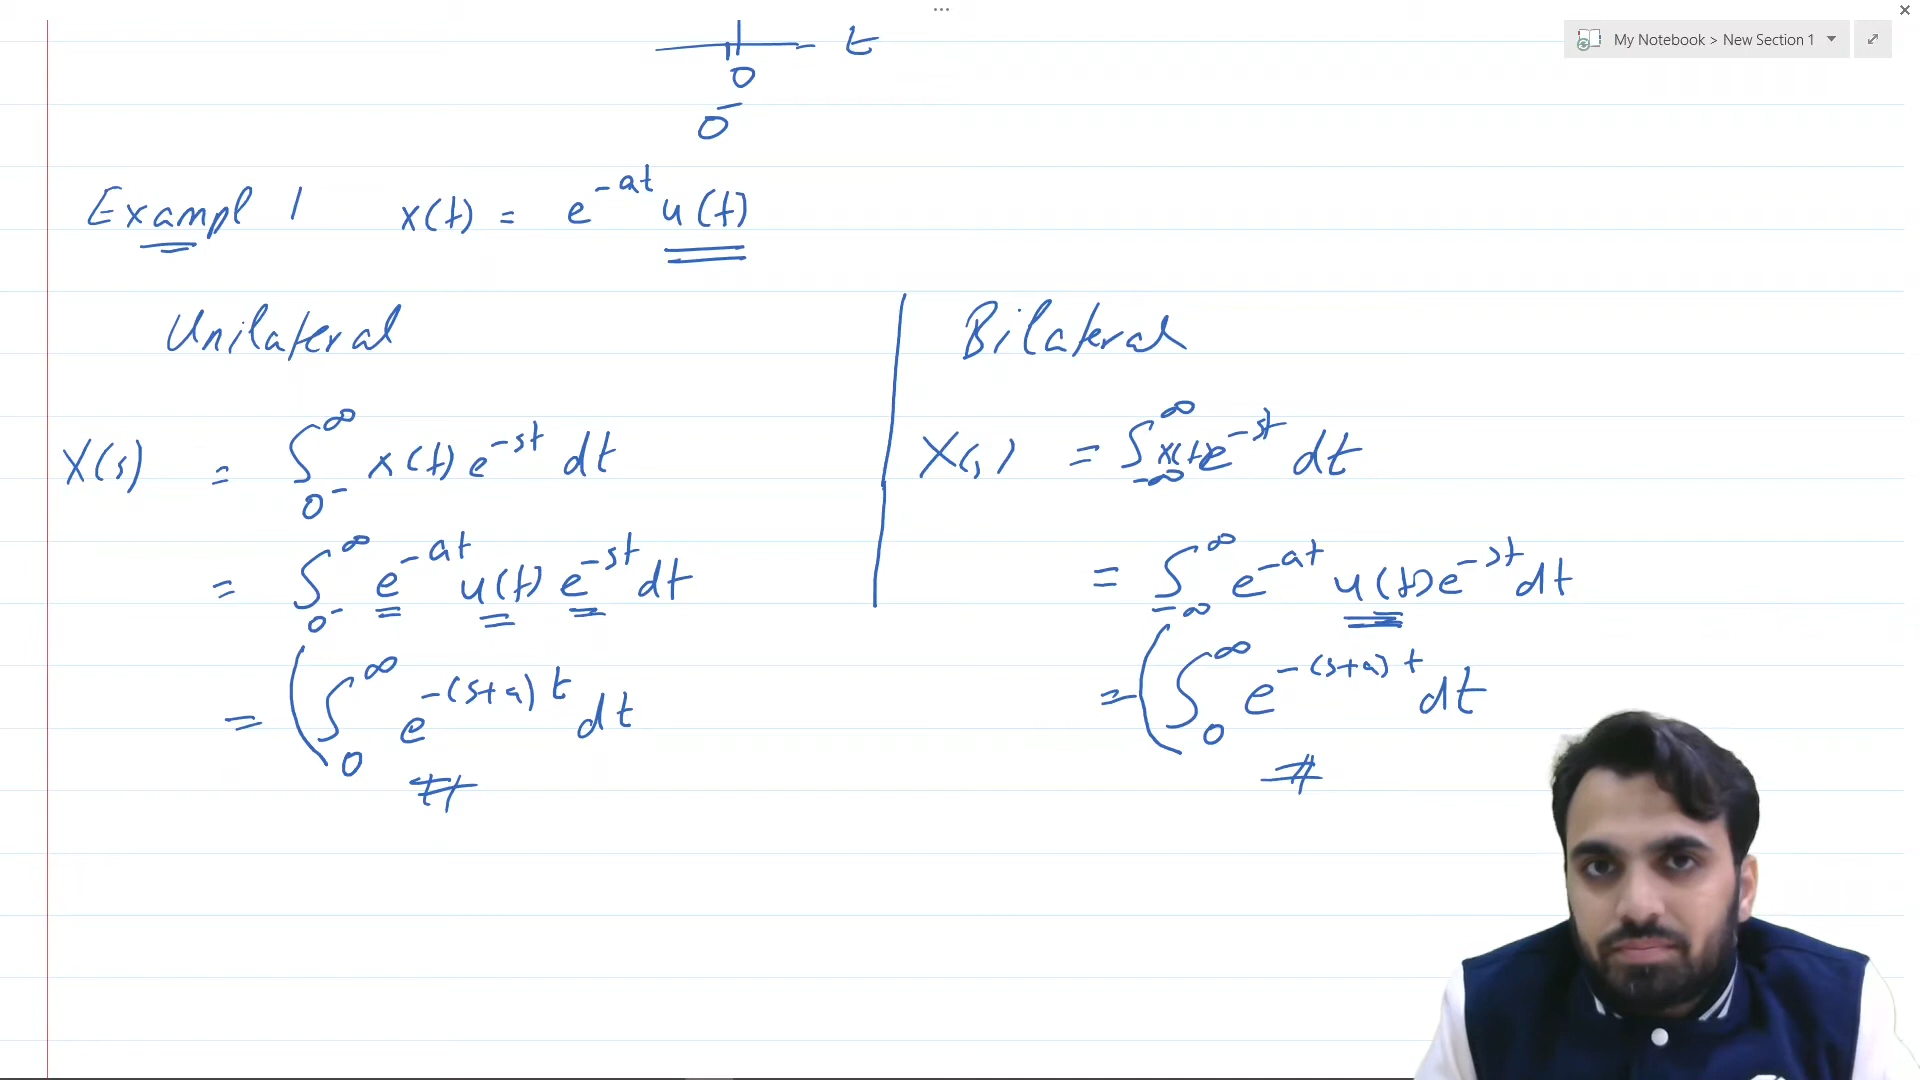 My Notebook > New Section 1
t
0
0⁻
Exampl 1 x(t) = e^{-at} u(t)
Unilateral
X(s) = ∫_{0⁻}^{∞} x(t) e^{-st} dt
= ∫_{0⁻}^{∞} e^{-at} u(t) e^{-st} dt
= ∫_{0}^{∞} e^{-(s+a)t} dt
Bilateral
X(s) = ∫_{-∞}^{∞} x(t) e^{-st} dt
= ∫_{-∞}^{∞} e^{-at} u(t) e^{-st} dt
= ∫_{0}^{∞} e^{-(s+a)t} dt